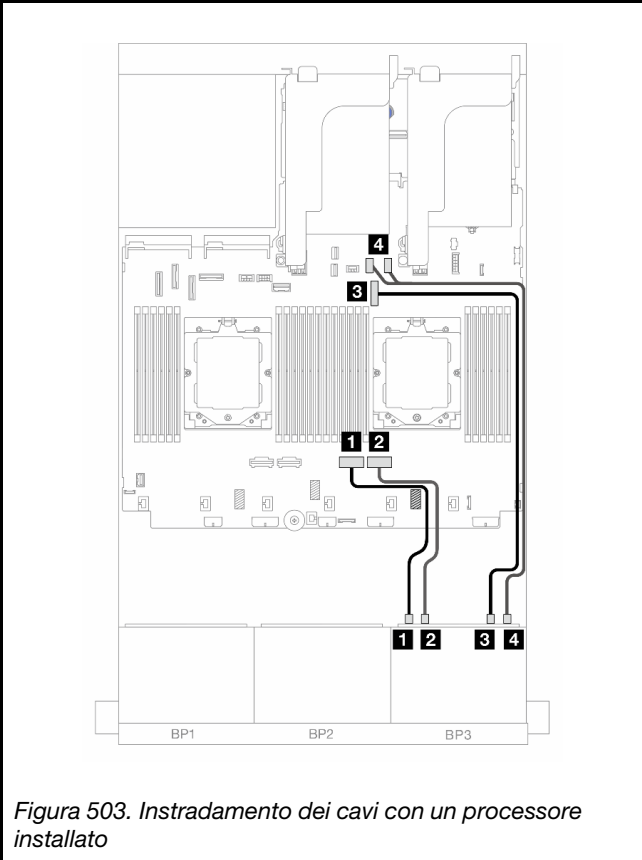 4
3
1 2
1 2 3 4
BP1 BP2 BP3
Figura 503. Instradamento dei cavi con un processore
installato